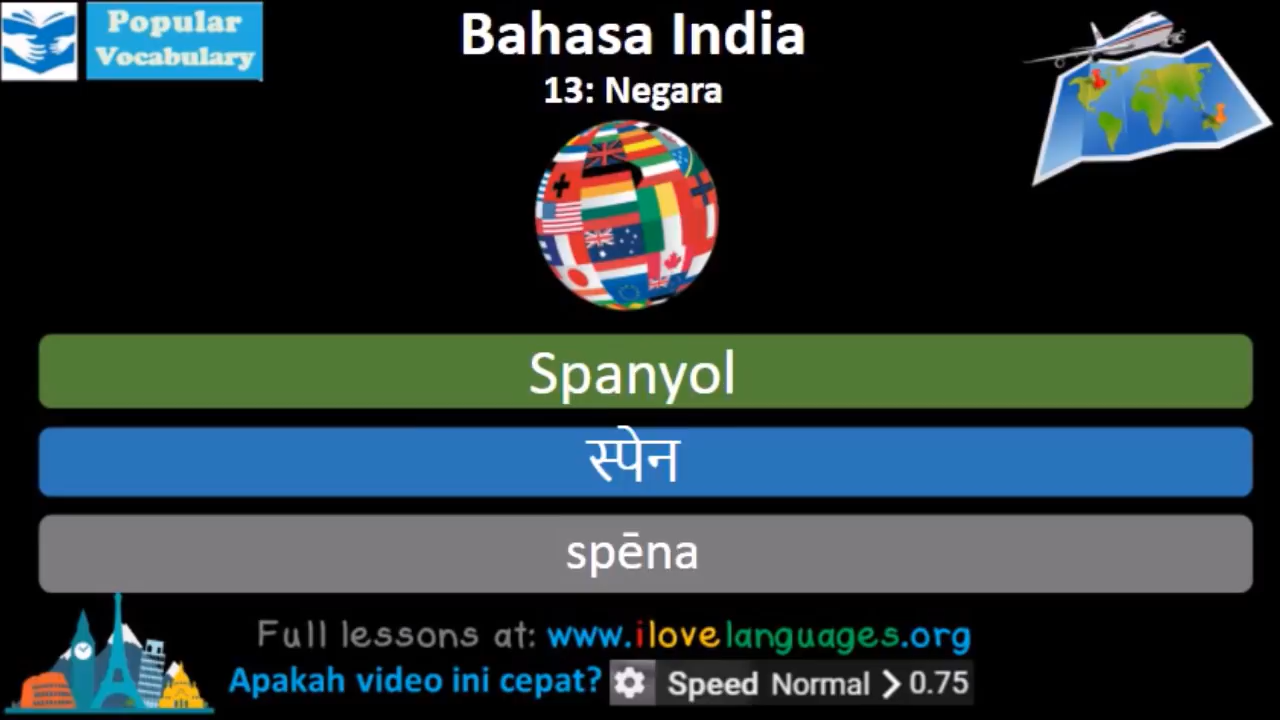 Popular
Vocabulary
Bahasa India
13: Negara
Spanyol
स्पेन
spēna
Full lessons at: www.ilovelanguages.org
Apakah video ini cepat? Speed Normal > 0.75